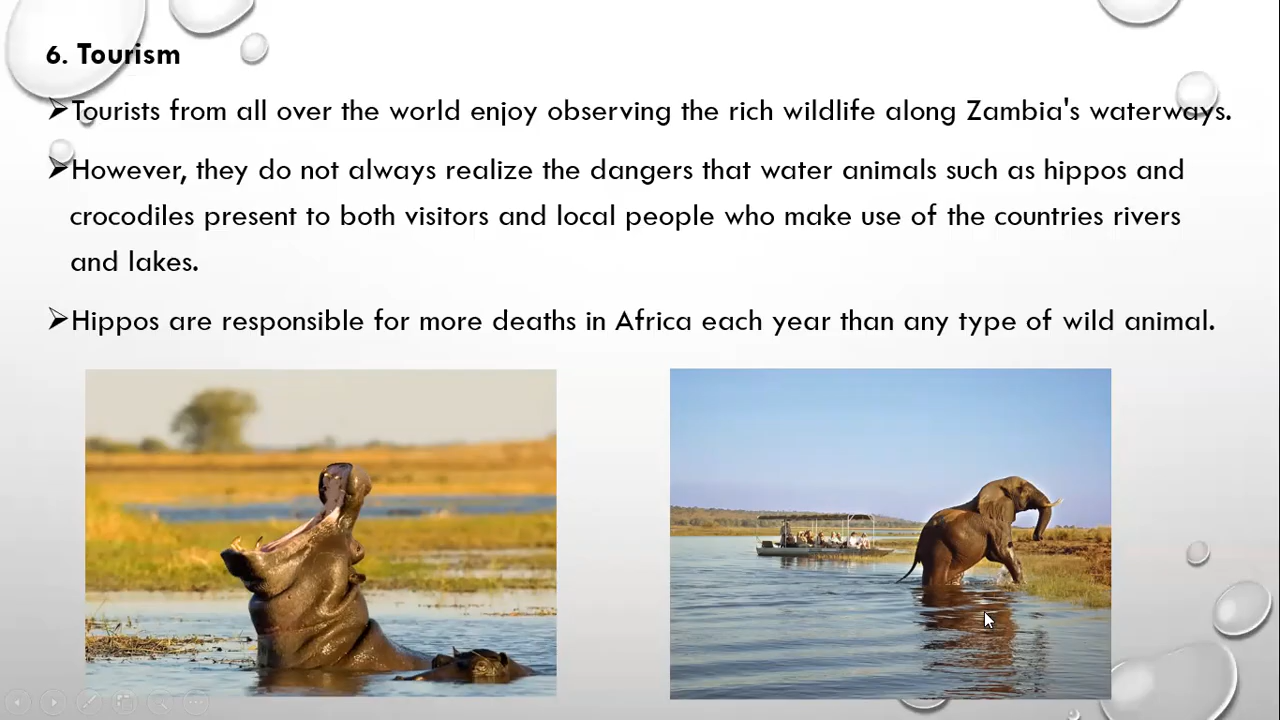 6. Tourism
➢Tourists from all over the world enjoy observing the rich wildlife along Zambia's waterways.
➢However, they do not always realize the dangers that water animals such as hippos and
crocodiles present to both visitors and local people who make use of the countries rivers
and lakes.
➢Hippos are responsible for more deaths in Africa each year than any type of wild animal.